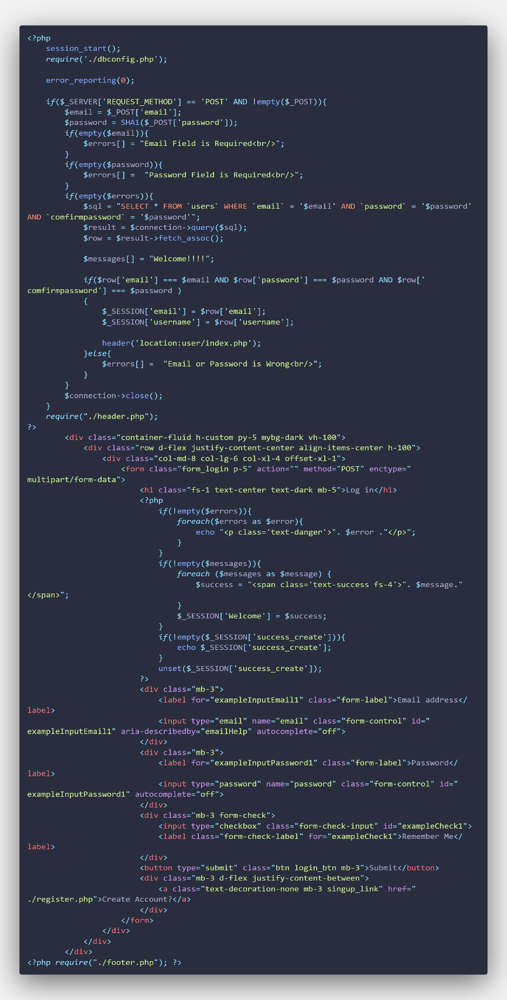 <?php
    session_start();
    require('./dbconfig.php');

    error_reporting(0);

    if($_SERVER['REQUEST_METHOD'] == 'POST' AND !empty($_POST)){
        $email = $_POST['email'];
        $password = SHA1($_POST['password']);
        if(empty($email)){
            $errors[] = "Email Field is Required<br/>";
        }
        if(empty($password)){
            $errors[] =  "Password Field is Required<br/>";
        }
        if(empty($errors)){
            $sql = "SELECT * FROM `users` WHERE `email` = '$email' AND `password` = '$password'
AND `comfirmpassword` = '$password'";
            $result = $connection->query($sql);
            $row = $result->fetch_assoc();

            $messages[] = "Welcome!!!!";

            if($row['email'] === $email AND $row['password'] === $password AND $row['
comfirmpassword'] === $password )
            {
                $_SESSION['email'] = $row['email'];
                $_SESSION['username'] = $row['username'];

                header('location:user/index.php');
            }else{
                $errors[] =  "Email or Password is Wrong<br/>";
            }
        }
        $connection->close();
    }
    require("./header.php");
?>
        <div class="container-fluid h-custom py-5 mybg-dark vh-100">
            <div class="row d-flex justify-content-center align-items-center h-100">
                <div class="col-md-8 col-lg-6 col-xl-4 offset-xl-1">
                    <form class="form_login p-5" action="" method="POST" enctype="
multipart/form-data">
                        <h1 class="fs-1 text-center text-dark mb-5">Log in</h1>
                        <?php
                            if(!empty($errors)){
                                foreach($errors as $error){
                                    echo "<p class='text-danger'>". $error ."</p>";
                                }
                            }
                            if(!empty($messages)){
                                foreach ($messages as $message) {
                                    $success = "<span class='text-success fs-4'>". $message."
</span>";
                                }
                                $_SESSION['Welcome'] = $success;
                            }
                            if(!empty($_SESSION['success_create'])){
                                echo $_SESSION['success_create'];
                            }
                            unset($_SESSION['success_create']);
                        ?>
                        <div class="mb-3">
                            <label for="exampleInputEmail1" class="form-label">Email address</
label>
                            <input type="email" name="email" class="form-control" id="
exampleInputEmail1" aria-describedby="emailHelp" autocomplete="off">
                        </div>
                        <div class="mb-3">
                            <label for="exampleInputPassword1" class="form-label">Password</
label>
                            <input type="password" name="password" class="form-control" id="
exampleInputPassword1" autocomplete="off">
                        </div>
                        <div class="mb-3 form-check">
                            <input type="checkbox" class="form-check-input" id="exampleCheck1">
                            <label class="form-check-label" for="exampleCheck1">Remember Me</
label>
                        </div>
                        <button type="submit" class="btn login_btn mb-3">Submit</button>
                        <div class="mb-3 d-flex justify-content-between">
                            <a class="text-decoration-none mb-3 singup_link" href="
./register.php">Create Account?</a>
                        </div>
                    </form>
                </div>
            </div>
        </div>
<?php require("./footer.php"); ?>